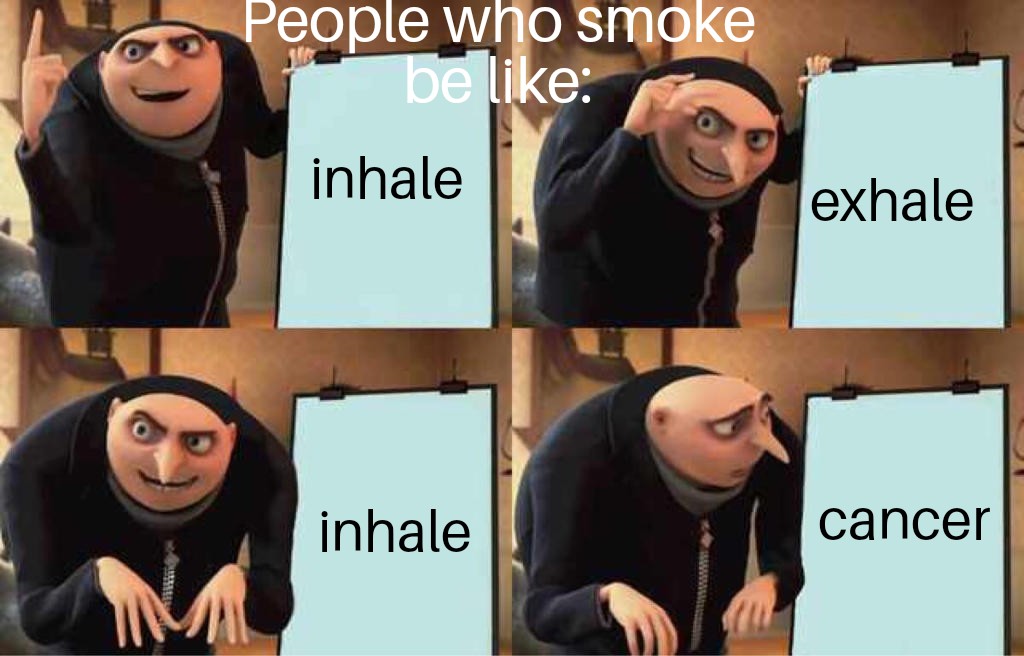 People who smoke
be like:
inhale
exhale
inhale
cancer